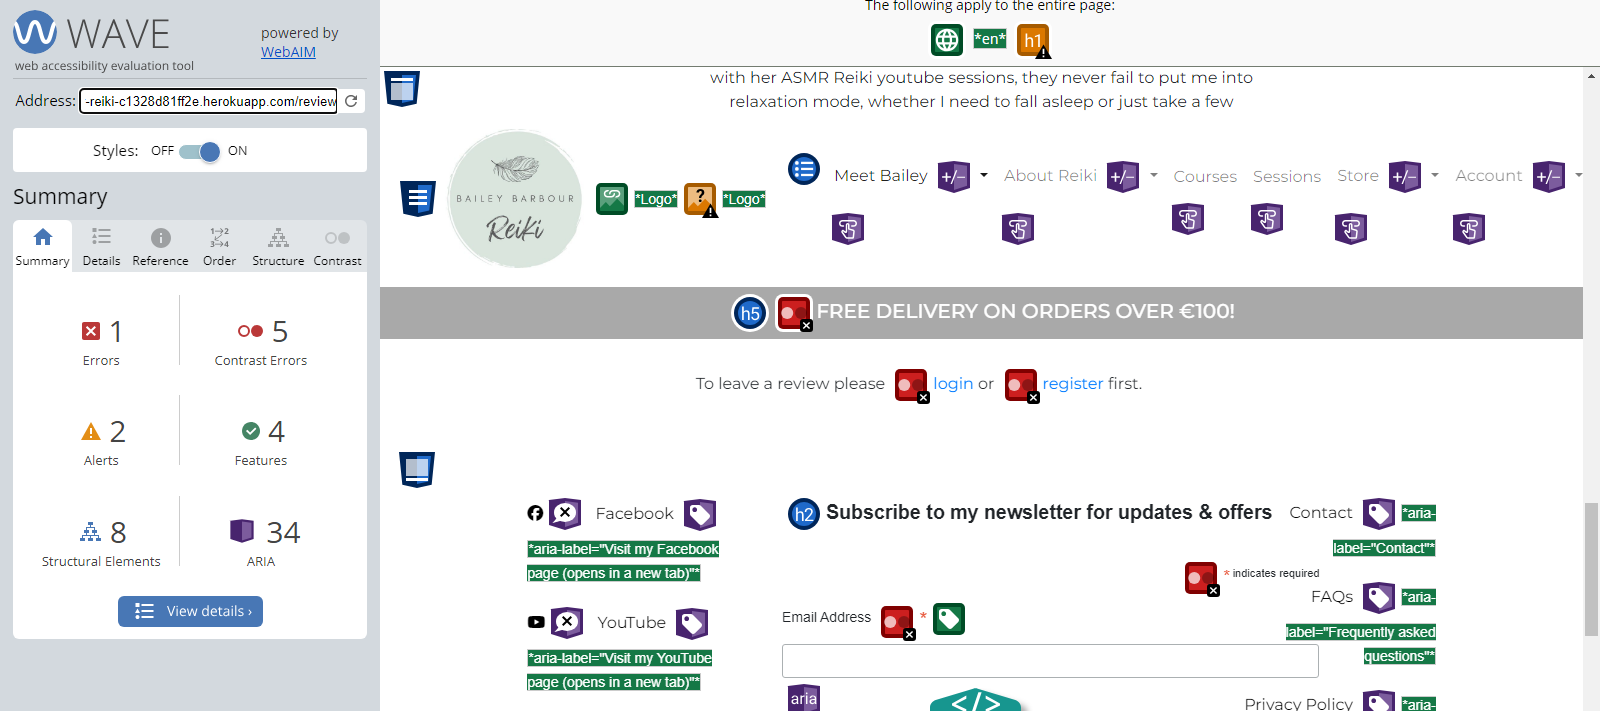 WAVE
web accessibility evaluation tool
powered by
WebAIM
Address: -reiki-c1328d81ff2e.herokuapp.com/review
Styles: OFF ON
Summary
Summary Details Reference Order Structure Contrast
1 Errors
5 Contrast Errors
2 Alerts
4 Features
8 Structural Elements
34 ARIA
View details ›
The following apply to the entire page:
*en* h1
with her ASMR Reiki youtube sessions, they never fail to put me into
relaxation mode, whether I need to fall asleep or just take a few
BAILEY BARBOUR
Reiki
*Logo* *Logo*
Meet Bailey +/- About Reiki +/- Courses Sessions Store +/- Account +/-
h5 FREE DELIVERY ON ORDERS OVER €100!
To leave a review please login or register first.
Facebook
*aria-label="Visit my Facebook
page (opens in a new tab)"*
YouTube
*aria-label="Visit my YouTube
page (opens in a new tab)"*
h2 Subscribe to my newsletter for updates & offers
* indicates required
Email Address *
aria
</>
Contact *aria-
label="Contact"*
FAQs *aria-
label="Frequently asked
questions"*
Privacy Policy *aria-